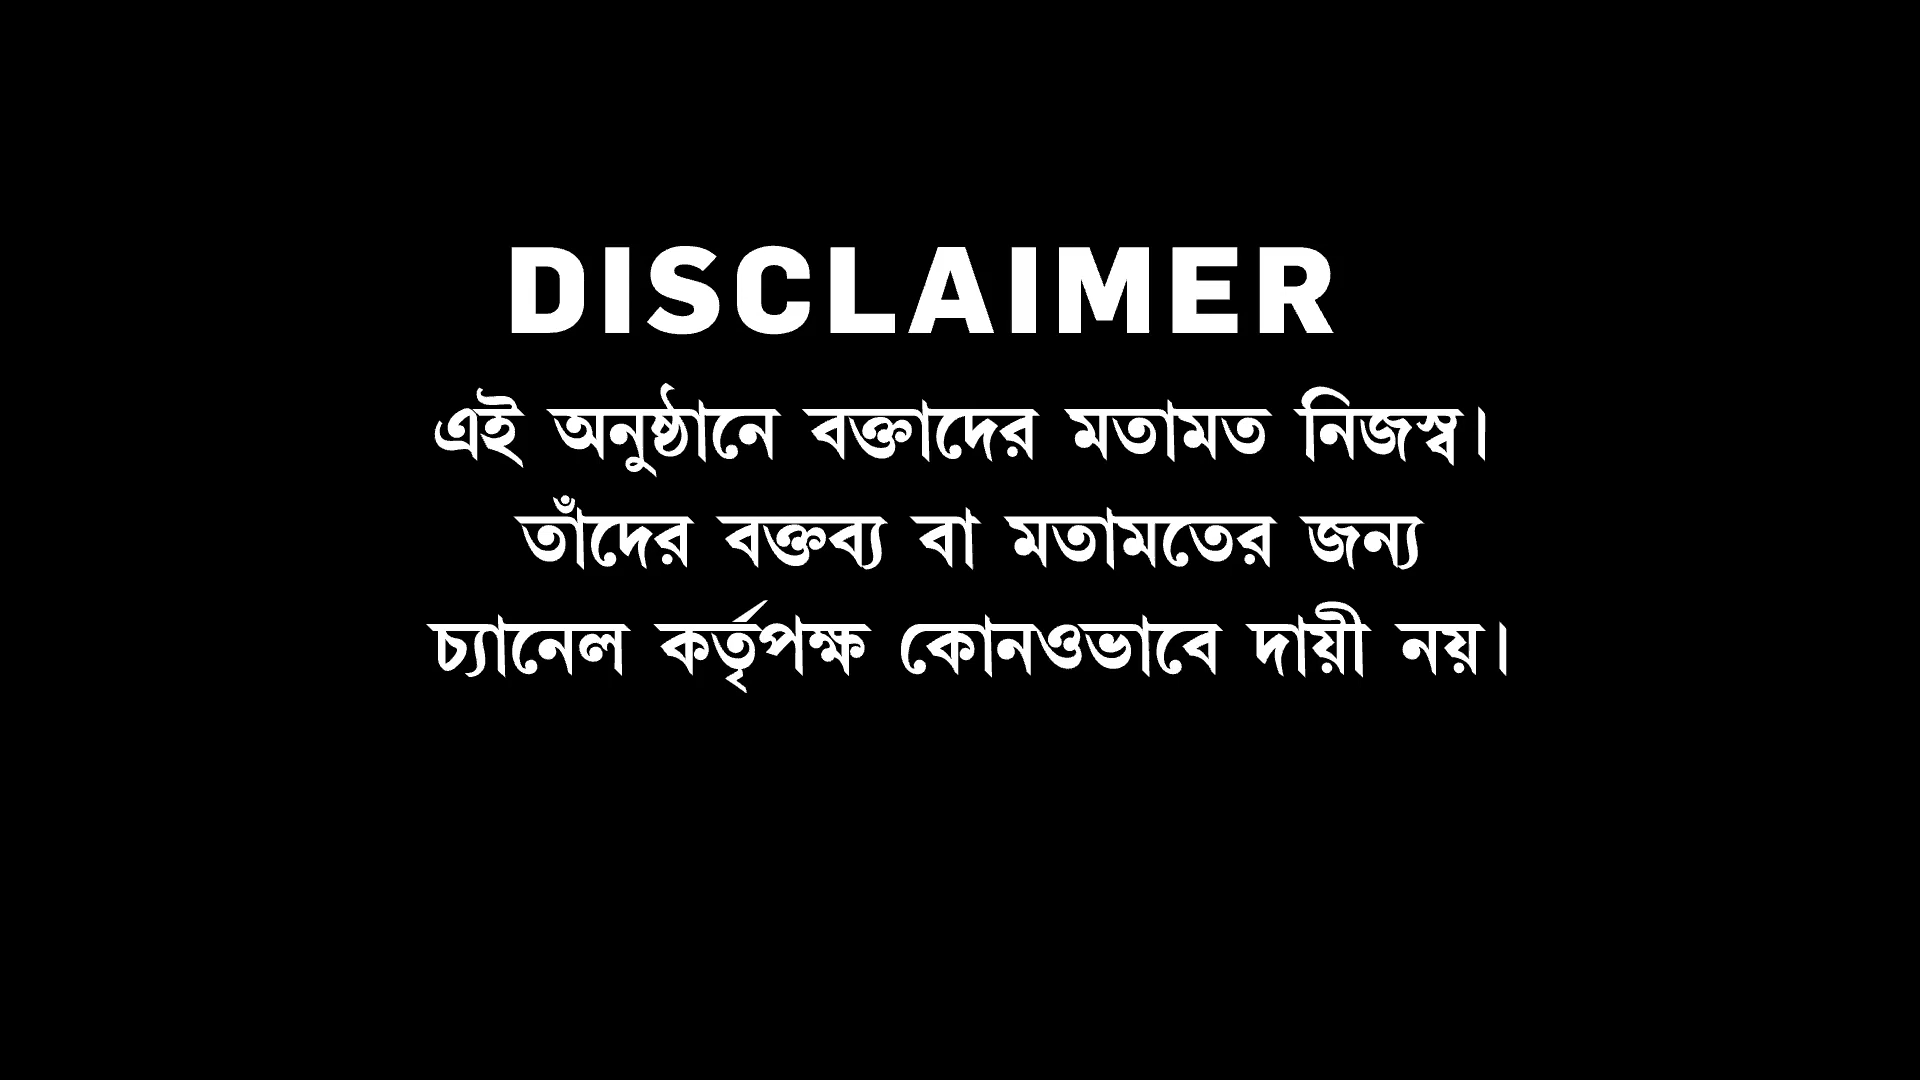 DISCLAIMER
এই অনুষ্ঠানে বক্তাদের মতামত নিজস্ব।
তাঁদের বক্তব্য বা মতামতের জন্য
চ্যানেল কর্তৃপক্ষ কোনওভাবে দায়ী নয়।